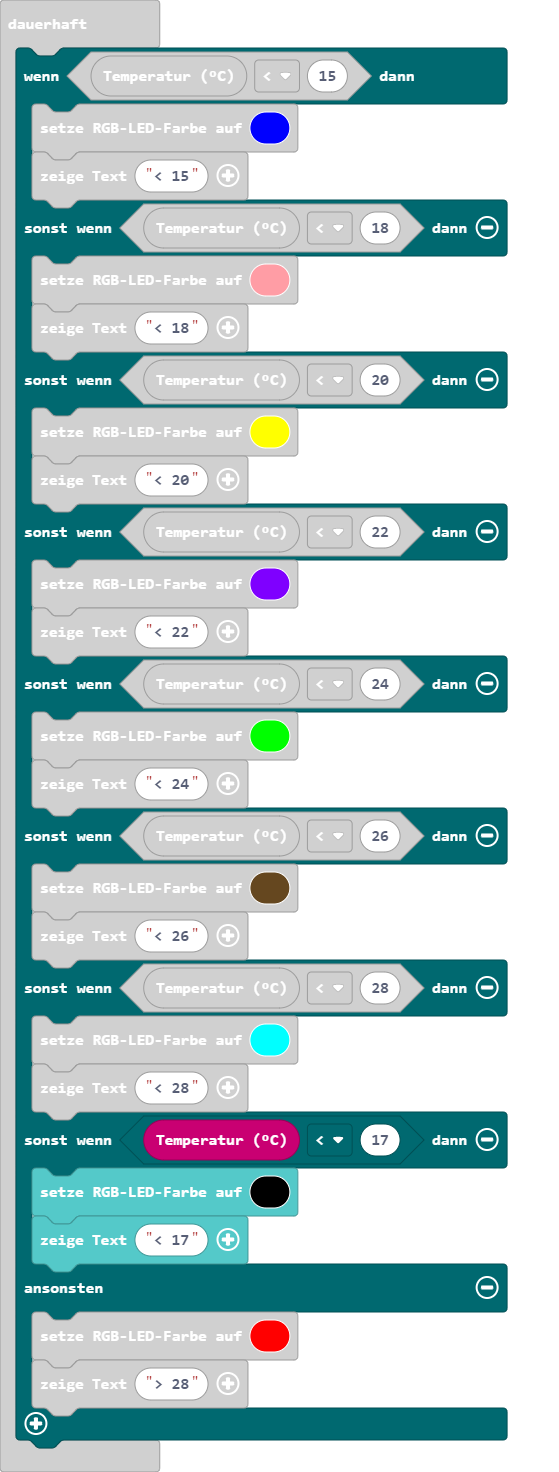 dauerhaft
wenn Temperatur (°C) < 15 dann
setze RGB-LED-Farbe auf
zeige Text "< 15"
sonst wenn Temperatur (°C) < 18 dann
setze RGB-LED-Farbe auf
zeige Text "< 18"
sonst wenn Temperatur (°C) < 20 dann
setze RGB-LED-Farbe auf
zeige Text "< 20"
sonst wenn Temperatur (°C) < 22 dann
setze RGB-LED-Farbe auf
zeige Text "< 22"
sonst wenn Temperatur (°C) < 24 dann
setze RGB-LED-Farbe auf
zeige Text "< 24"
sonst wenn Temperatur (°C) < 26 dann
setze RGB-LED-Farbe auf
zeige Text "< 26"
sonst wenn Temperatur (°C) < 28 dann
setze RGB-LED-Farbe auf
zeige Text "< 28"
sonst wenn Temperatur (°C) < 17 dann
setze RGB-LED-Farbe auf
zeige Text "< 17"
ansonsten
setze RGB-LED-Farbe auf
zeige Text "> 28"